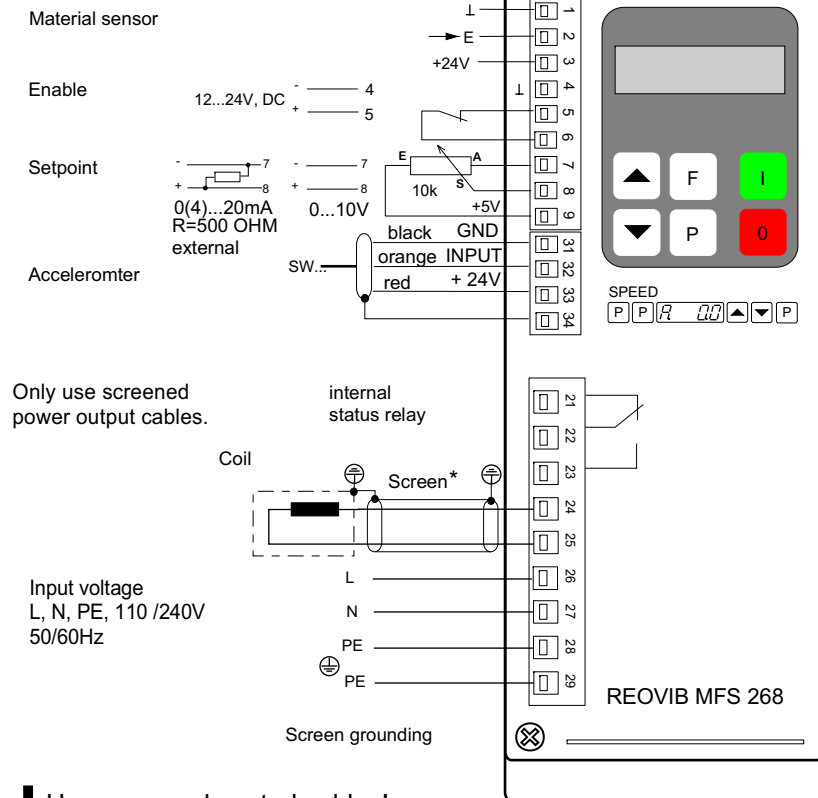 Material sensor
⊥
E
+24V
1
2
3
4
5
6
7
8
9
⊥
Enable
12...24V, DC
- 4
+ 5
Setpoint
- 7
+ 8
0(4)...20mA
R=500 OHM
external
- 7
+ 8
0...10V
E
A
S
10k
+5V
Acceleromter
SW...
black GND
orange INPUT
red + 24V
31
32
33
34
F
I
P
0
SPEED
P P A 0.0 P
Only use screened
power output cables.
internal
status relay
Coil
Screen*
21
22
23
24
25
26
27
28
29
Input voltage
L, N, PE, 110 /240V
50/60Hz
L
N
PE
PE
Screen grounding
REOVIB MFS 268